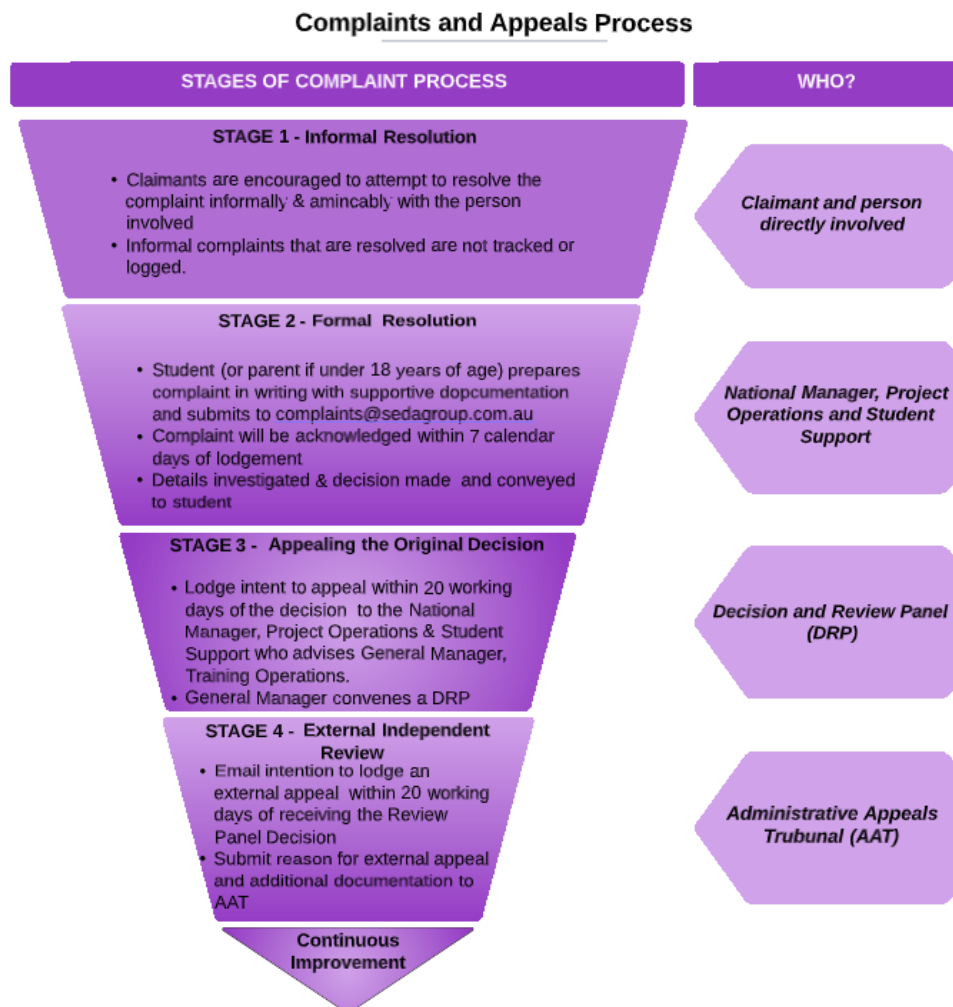 Complaints and Appeals Process
STAGES OF COMPLAINT PROCESS
WHO?
STAGE 1 - Informal Resolution
• Claimants are encouraged to attempt to resolve the
complaint informally & amincably with the person
involved
• Informal complaints that are resolved are not tracked or
logged.
Claimant and person
directly involved
STAGE 2 - Formal Resolution
• Student (or parent if under 18 years of age) prepares
complaint in writing with supportive dopcumentation
and submits to complaints@sedagroup.com.au
• Complaint will be acknowledged within 7 calendar
days of lodgement
• Details investigated & decision made and conveyed
to student
National Manager, Project
Operations and Student
Support
STAGE 3 - Appealing the Original Decision
• Lodge intent to appeal within 20 working
days of the decision to the National
Manager, Project Operations & Student
Support who advises General Manager,
Training Operations.
• General Manager convenes a DRP
Decision and Review Panel
(DRP)
STAGE 4 - External Independent
Review
• Email intention to lodge an
external appeal within 20 working
days of receiving the Review
Panel Decision
• Submit reason for external appeal
and additional documentation to
AAT
Administrative Appeals
Trubunal (AAT)
Continuous
Improvement